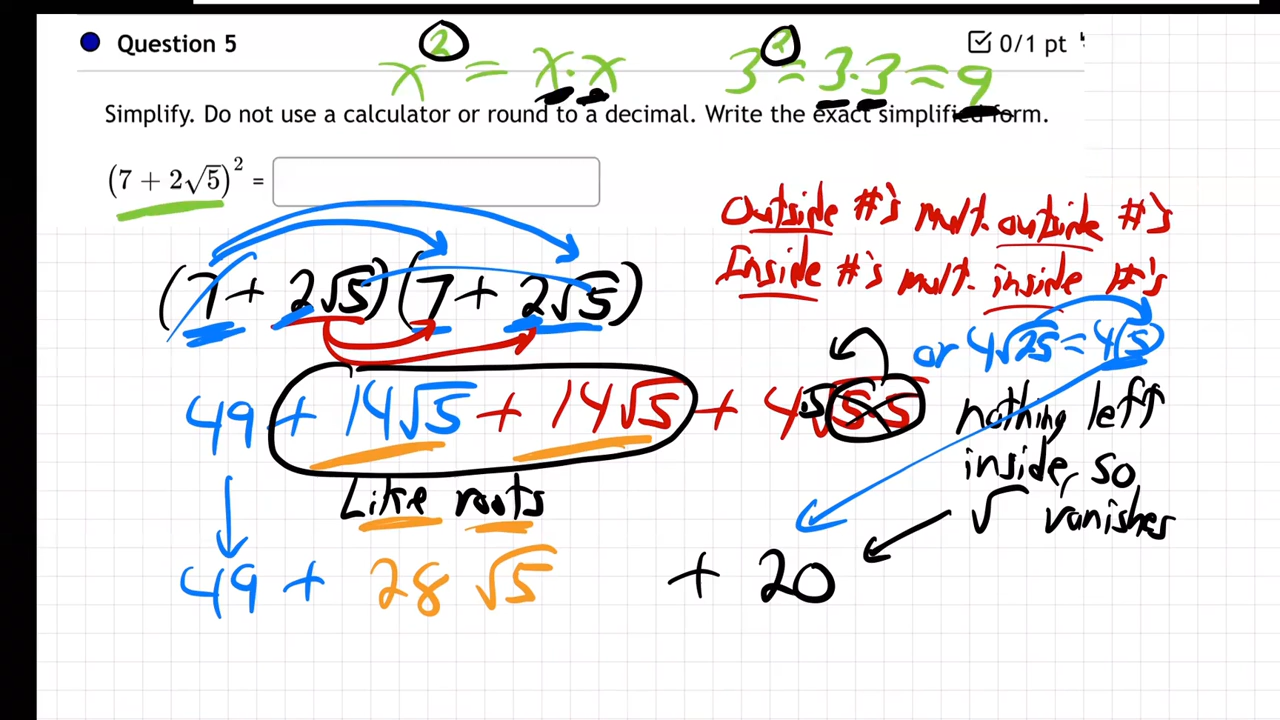 Question 5
0/1 pt
x² = x·x
3² = 3·3 = 9
Simplify. Do not use a calculator or round to a decimal. Write the exact simplified form.
(7 + 2√5)² =
Outside #'s mult. outside #'s
Inside #'s mult. inside #'s
(7 + 2√5)(7 + 2√5)
or 4√25 = 4(5)
49 + 14√5 + 14√5 + 4·5√5·5
nothing left
inside, so
√ vanishes
Like roots
49 + 28√5 + 20